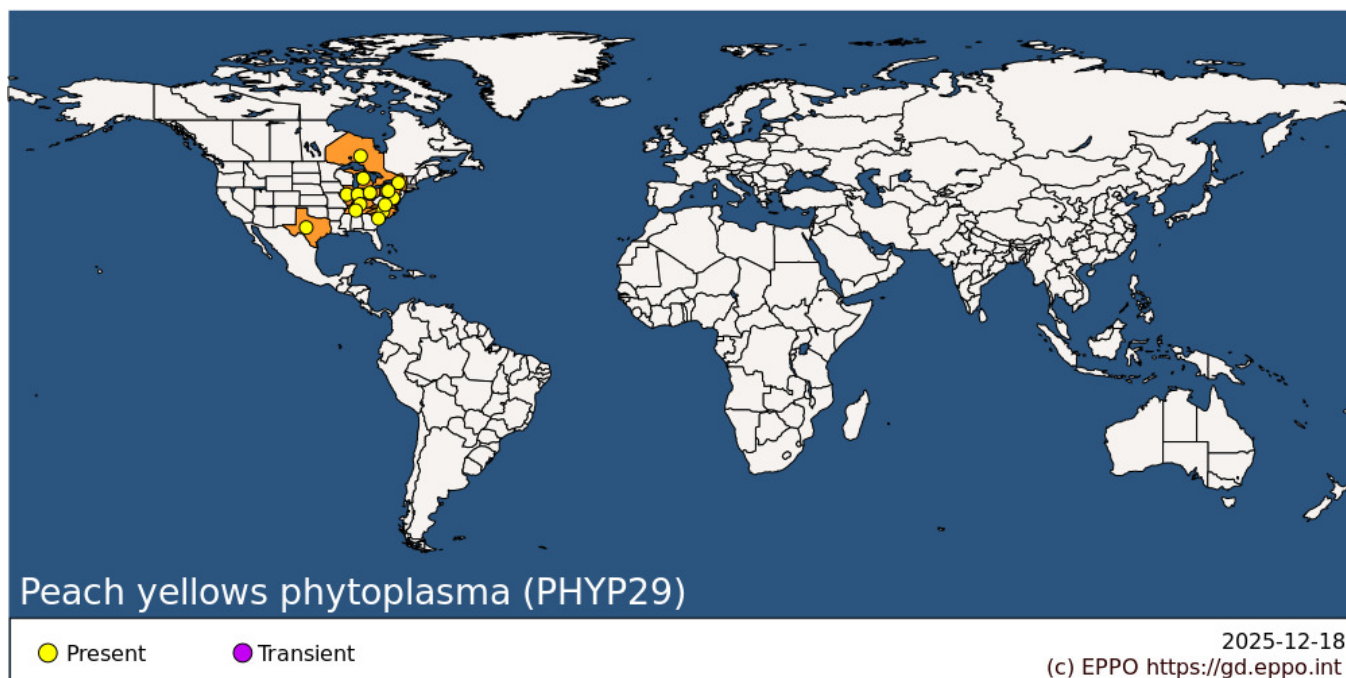 Peach yellows phytoplasma (PHYP29)
Present
Transient
2025-12-18
(c) EPPO https://gd.eppo.int